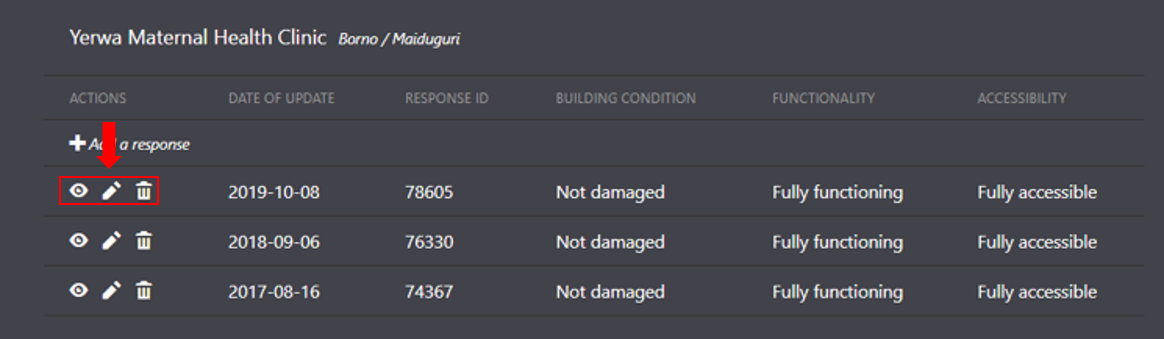 Yerwa Maternal Health Clinic Borno / Maiduguri
ACTIONS DATE OF UPDATE RESPONSE ID BUILDING CONDITION FUNCTIONALITY ACCESSIBILITY
Add a response
2019-10-08 78605 Not damaged Fully functioning Fully accessible
2018-09-06 76330 Not damaged Fully functioning Fully accessible
2017-08-16 74367 Not damaged Fully functioning Fully accessible